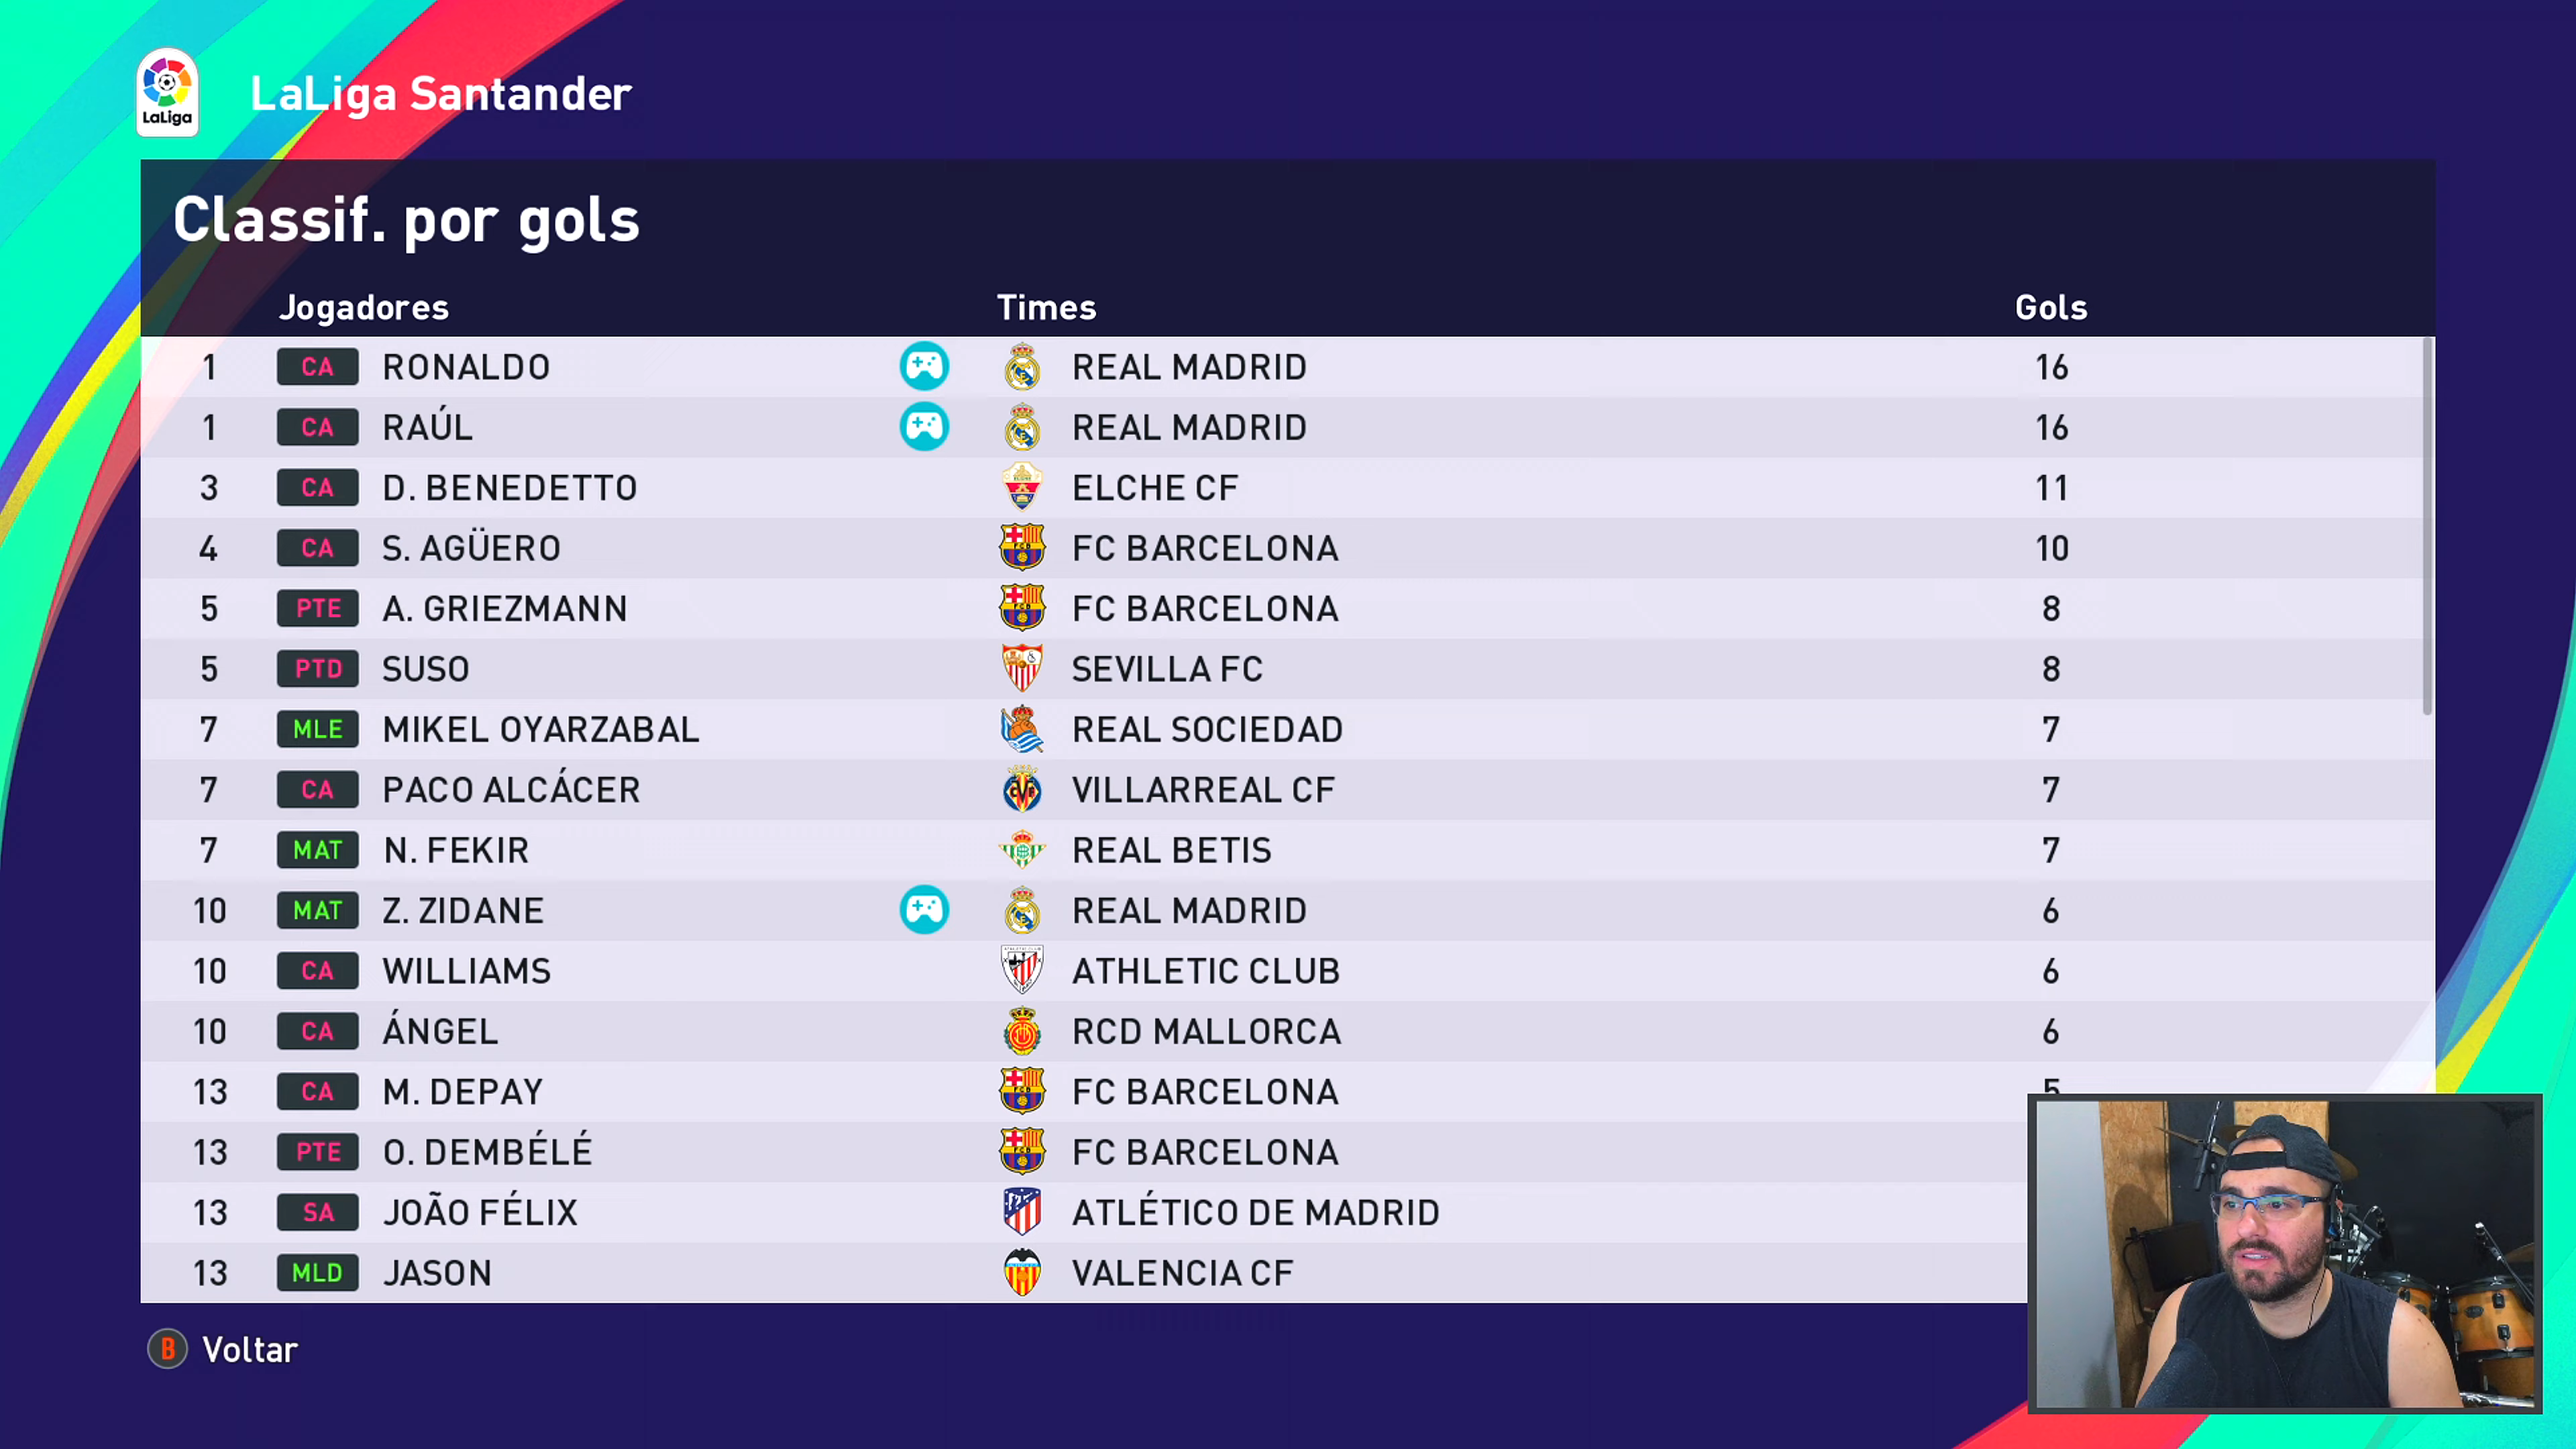 LaLiga
LaLiga Santander
Classif. por gols
Jogadores Times Gols
1 CA RONALDO REAL MADRID 16
1 CA RAÚL REAL MADRID 16
3 CA D. BENEDETTO ELCHE CF 11
4 CA S. AGÜERO FC BARCELONA 10
5 PTE A. GRIEZMANN FC BARCELONA 8
5 PTD SUSO SEVILLA FC 8
7 MLE MIKEL OYARZABAL REAL SOCIEDAD 7
7 CA PACO ALCÁCER VILLARREAL CF 7
7 MAT N. FEKIR REAL BETIS 7
10 MAT Z. ZIDANE REAL MADRID 6
10 CA WILLIAMS ATHLETIC CLUB 6
10 CA ÁNGEL RCD MALLORCA 6
13 CA M. DEPAY FC BARCELONA 5
13 PTE O. DEMBÉLÉ FC BARCELONA
13 SA JOÃO FÉLIX ATLÉTICO DE MADRID
13 MLD JASON VALENCIA CF
B Voltar